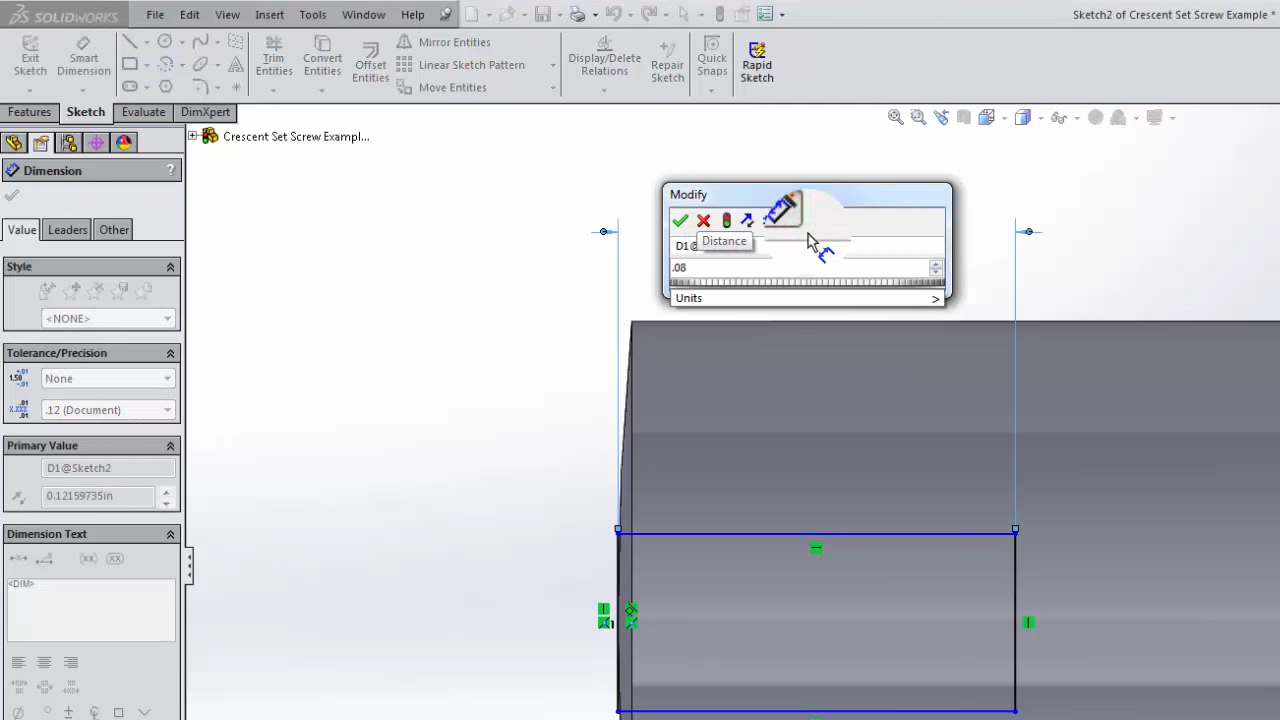 SOLIDWORKS File Edit View Insert Tools Window Help Sketch2 of Crescent Set Screw Example *
Exit Sketch
Smart Dimension
Trim Entities
Convert Entities
Offset Entities
Mirror Entities
Linear Sketch Pattern
Move Entities
Display/Delete Relations
Repair Sketch
Quick Snaps
Rapid Sketch
Features Sketch Evaluate DimXpert
Crescent Set Screw Exampl...
Dimension ?
Value Leaders Other
Style
<NONE>
Tolerance/Precision
None
.12 (Document)
Primary Value
D1@Sketch2
0.12159735in
Dimension Text
<DIM>
Modify
Distance
D1@
.08
Units >